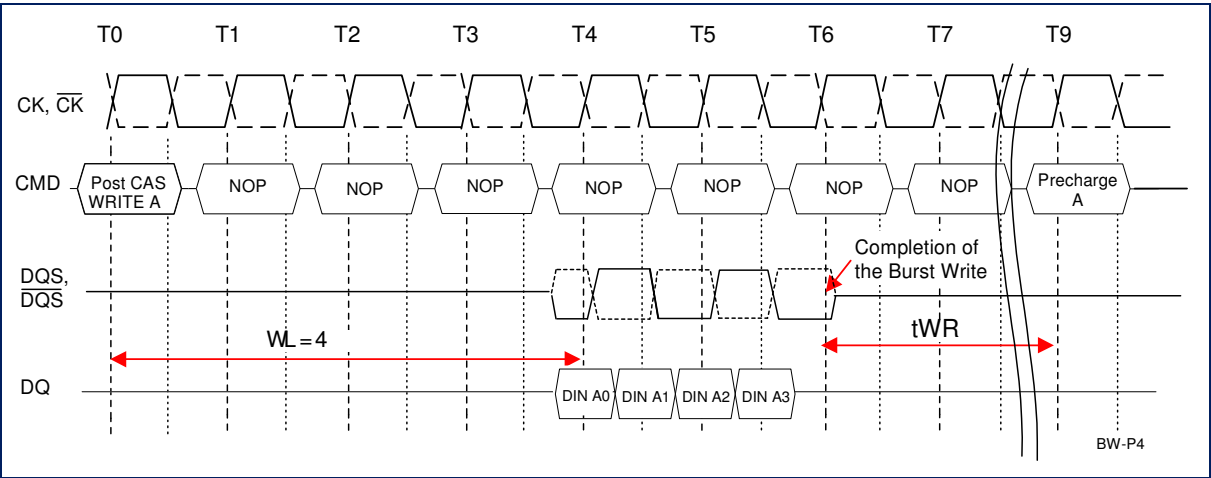 T0 T1 T2 T3 T4 T5 T6 T7 T9
CK, CK
CMD
Post CAS
WRITE A
NOP NOP NOP NOP NOP NOP NOP
Precharge
A
Completion of
the Burst Write
DQS,
DQS
WL = 4
tWR
DQ
DIN A0 DIN A1 DIN A2 DIN A3
BW-P4